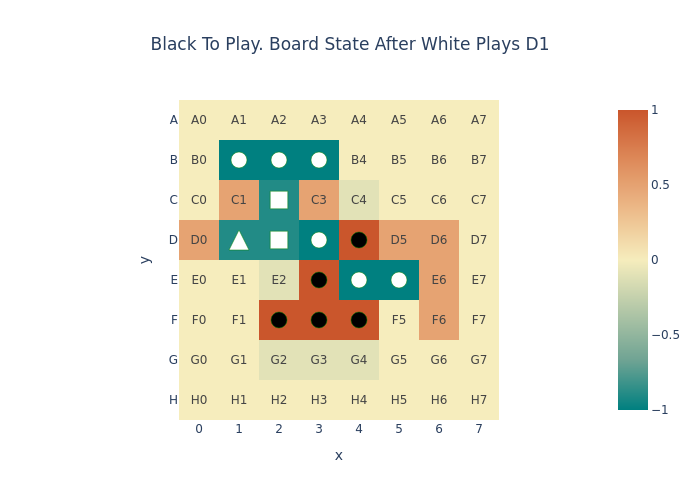 Black To Play. Board State After White Plays D1
A A0 A1 A2 A3 A4 A5 A6 A7
B B0 B4 B5 B6 B7
C C0 C1 C3 C4 C5 C6 C7
D D0 D5 D6 D7
E E0 E1 E2 E6 E7
F F0 F1 F5 F6 F7
G G0 G1 G2 G3 G4 G5 G6 G7
H H0 H1 H2 H3 H4 H5 H6 H7
0 1 2 3 4 5 6 7
x
y
1
0.5
0
−0.5
−1